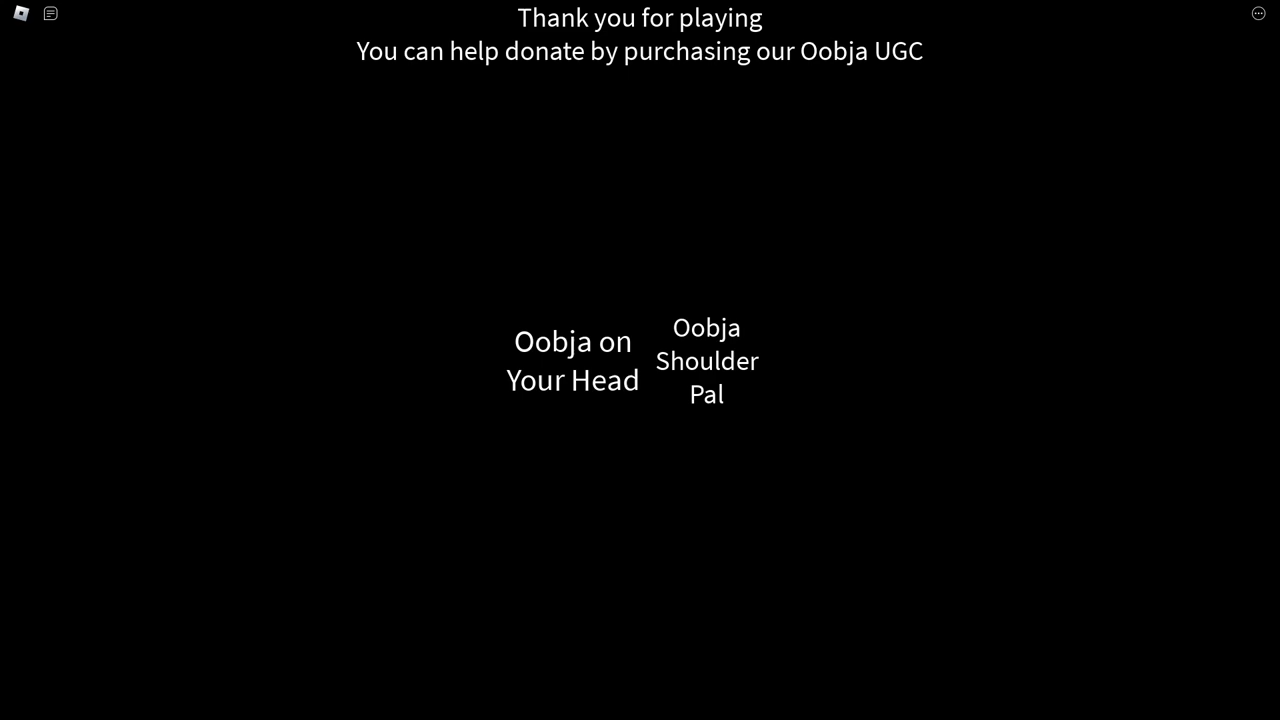 Thank you for playing
You can help donate by purchasing our Oobja UGC
Oobja on
Your Head
Oobja
Shoulder
Pal